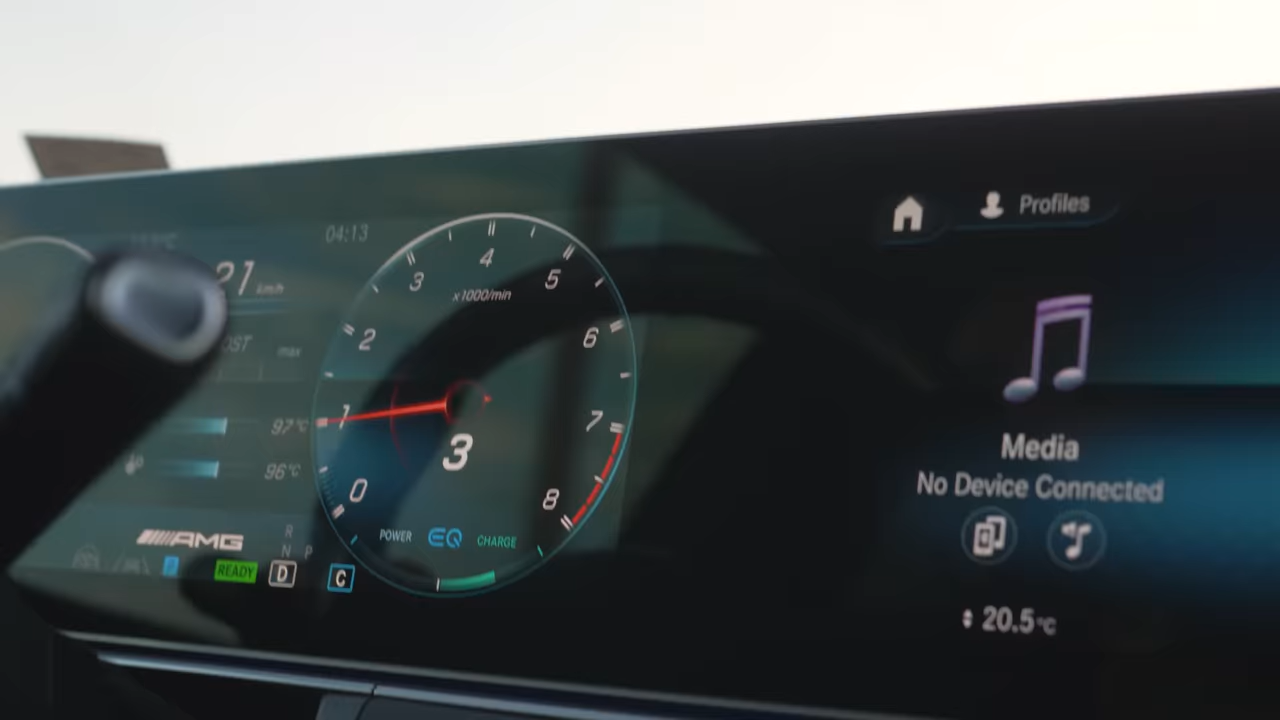 04:13
21 km/h
max
97°C
96°C
AMG
R
N P
READY D C
0 1 2 3 4 5 6 7 8
x1000/min
3
POWER EQ CHARGE
Profiles
Media
No Device Connected
20.5°C